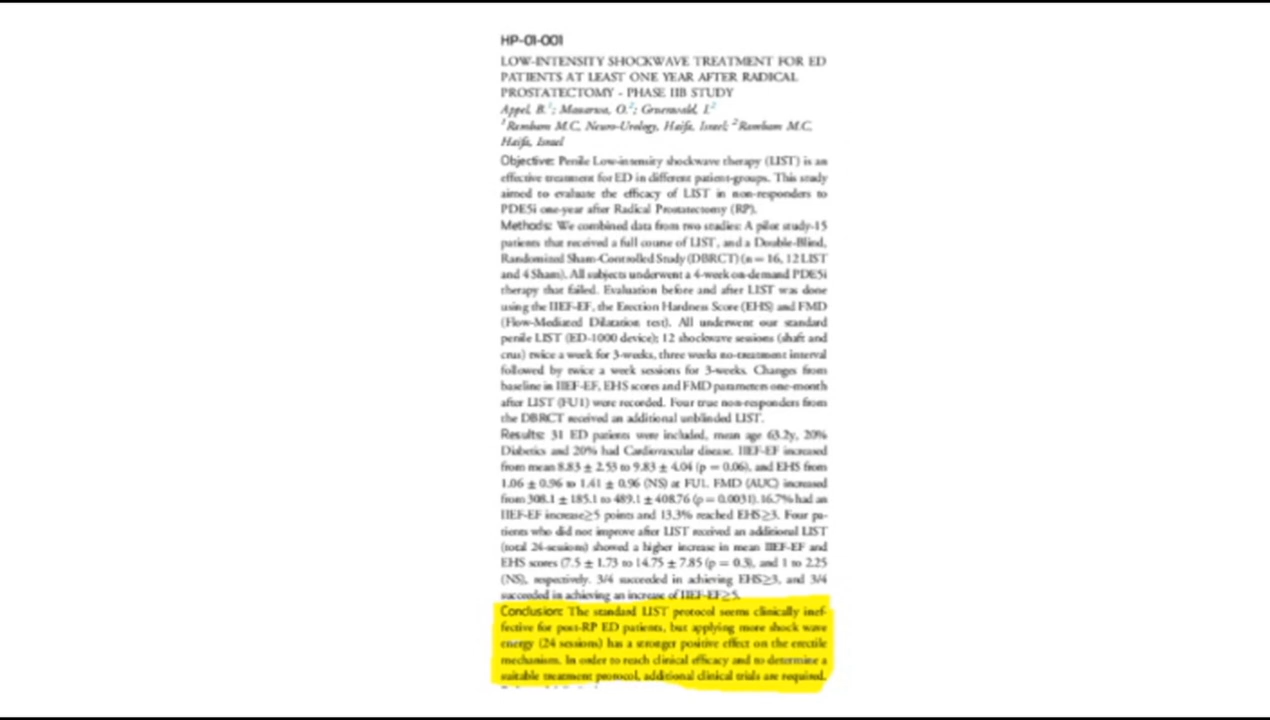 HP-01-001
LOW-INTENSITY SHOCKWAVE TREATMENT FOR ED
PATIENTS AT LEAST ONE YEAR AFTER RADICAL
PROSTATECTOMY - PHASE IIB STUDY
Appel, B.¹; O.²; Gruenwald, I.²
¹Rambam M.C, Neuro-Urology, Haifa, Israel; ²Rambam M.C,
Haifa, Israel
Objective: Penile Low-intensity shockwave therapy (LIST) is an
effective treatment for ED in different patient-groups. This study
aimed to evaluate the efficacy of LIST in non-responders to
PDE5i one-year after Radical Prostatectomy (RP).
Methods: We combined data from two studies: A pilot study-15
patients that received a full course of LIST, and a Double-Blind,
Randomized Sham-Controlled Study (DBRCT) (n = 16, 12 LIST
and 4 Sham). All subjects underwent a 4-week on-demand PDE5i
therapy that failed. Evaluation before and after LIST was done
using the IIEF-EF, the Erection Hardness Score (EHS) and FMD
(Flow-Mediated Dilatation test). All underwent our standard
penile LIST (ED-1000 device); 12 shockwave sessions (shaft and
crus) twice a week for 3-weeks, three weeks no-treatment interval
followed by twice a week sessions for 3-weeks. Changes from
baseline in IIEF-EF, EHS scores and FMD parameters one-month
after LIST (FU1) were recorded. Four true non-responders from
the DBRCT received an additional unblinded LIST.
Results: 31 ED patients were included, mean age 63.2y, 20%
Diabetics and 20% had Cardiovascular disease. IIEF-EF increased
from mean 8.83 ± 2.53 to 9.83 ± 4.04 (p = 0.06), and EHS from
1.06 ± 0.96 to 1.41 ± 0.96 (NS) at FU1. FMD (AUC) increased
from 308.1 ± 185.1 to 489.1 ± 408.76 (p = 0.0031). 16.7% had an
IIEF-EF increase≥5 points and 13.3% reached EHS≥3. Four pa-
tients who did not improve after LIST received an additional LIST
(total 24-sessions) showed a higher increase in mean IIEF-EF and
EHS scores (7.5 ± 1.73 to 14.75 ± 7.85 (p = 0.3), and 1 to 2.25
(NS), respectively. 3/4 succeeded in achieving EHS≥3, and 3/4
succeeded in achieving an increase of IIEF-EF≥5.
Conclusion: The standard LIST protocol seems clinically inef-
fective for post-RP ED patients, but applying more shock wave
energy (24 sessions) has a stronger positive effect on the erectile
mechanism. In order to reach clinical efficacy and to determine a
suitable treatment protocol, additional clinical trials are required.